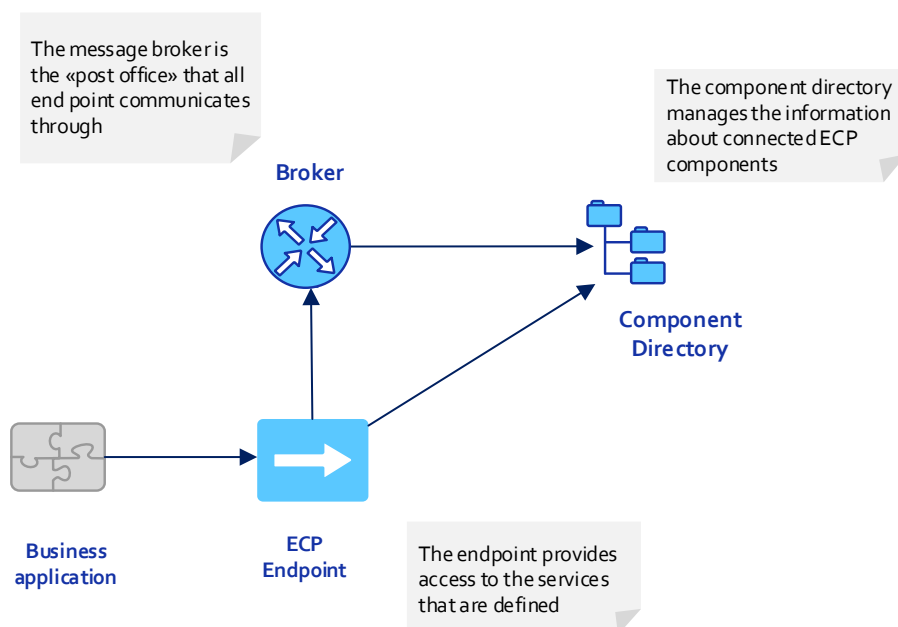 The message broker is
the «post office» that all
end point communicates
through
The component directory
manages the information
about connected ECP
components
Broker
Component
Directory
Business
application
ECP
Endpoint
The endpoint provides
access to the services
that are defined